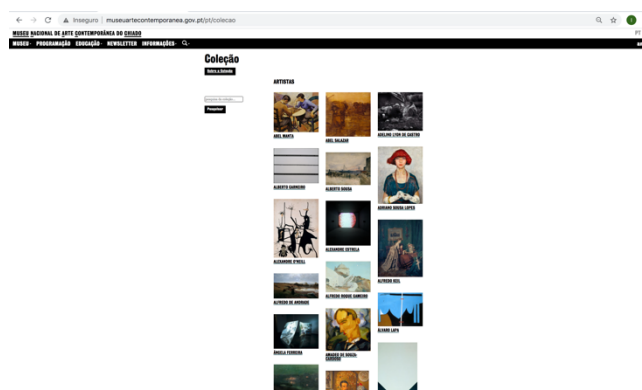 Inseguro | museuartecontemporanea.gov.pt/pt/colecao
MUSEU NACIONAL DE ARTE CONTEMPORÂNEA DO CHIADO
PT
MUSEU PROGRAMAÇÃO EDUCAÇÃO NEWSLETTER INFORMAÇÕES
EN
Coleção
Sobre a Coleção
Pesquisar
ARTISTAS
ABEL MANTA
ABEL SALAZAR
ADELINO LYON DE CASTRO
ALBERTO CARNEIRO
ALBERTO SOUSA
ADRIANO SOUSA LOPES
ALEXANDRE O'NEILL
ALEXANDRE ESTRELA
ALFREDO KEIL
ALFREDO DE ANDRADE
ALFREDO ROQUE GAMEIRO
ÁLVARO LAPA
ÂNGELA FERREIRA
AMADEO DE SOUZA-
CARDOSO